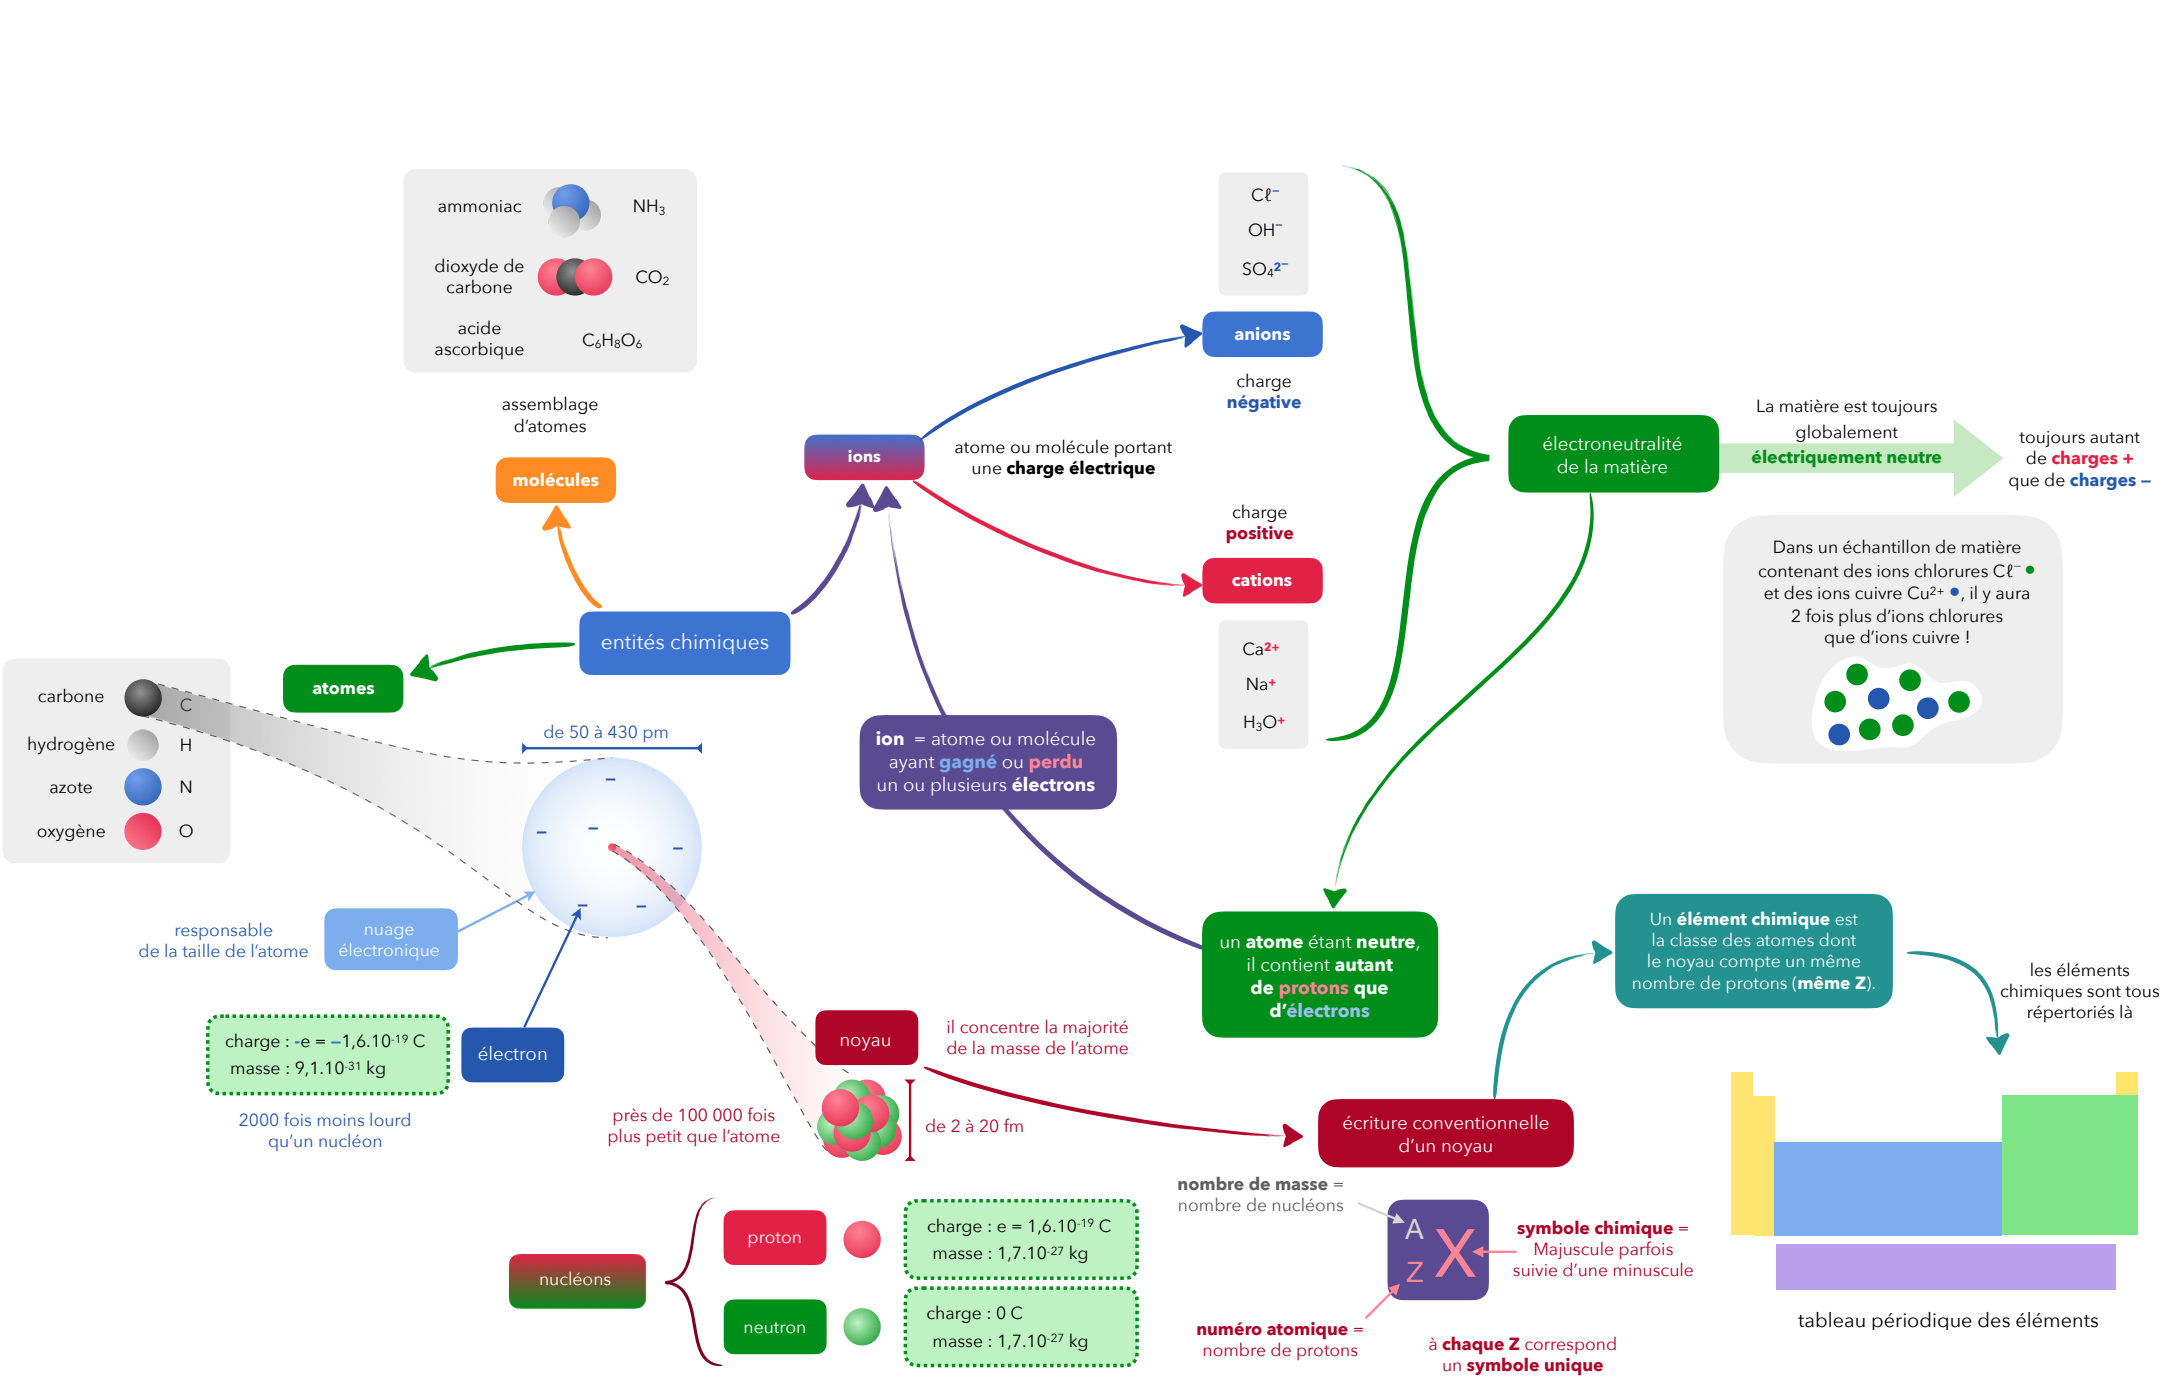 ammoniac
NH₃
dioxyde de
carbone
CO₂
acide
ascorbique
C₆H₈O₆
assemblage
d'atomes
molécules
entités chimiques
atomes
carbone
C
hydrogène
H
azote
N
oxygène
O
de 50 à 430 pm
–
–
–
–
–
–
nuage
électronique
responsable
de la taille de l'atome
électron
charge : -e = –1,6.10⁻¹⁹ C
masse : 9,1.10⁻³¹ kg
2000 fois moins lourd
qu'un nucléon
noyau
il concentre la majorité
de la masse de l'atome
près de 100 000 fois
plus petit que l'atome
de 2 à 20 fm
nucléons
proton
charge : e = 1,6.10⁻¹⁹ C
masse : 1,7.10⁻²⁷ kg
neutron
charge : 0 C
masse : 1,7.10⁻²⁷ kg
ions
atome ou molécule portant
une charge électrique
Cℓ⁻
OH⁻
SO₄²⁻
anions
charge
négative
charge
positive
cations
Ca²⁺
Na⁺
H₃O⁺
ion = atome ou molécule
ayant gagné ou perdu
un ou plusieurs électrons
électroneutralité
de la matière
La matière est toujours
globalement
électriquement neutre
toujours autant
de charges +
que de charges –
Dans un échantillon de matière
contenant des ions chlorures Cℓ⁻
et des ions cuivre Cu²⁺ , il y aura
2 fois plus d'ions chlorures
que d'ions cuivre !
un atome étant neutre,
il contient autant
de protons que
d'électrons
écriture conventionnelle
d'un noyau
nombre de masse =
nombre de nucléons
A
X
Z
symbole chimique =
Majuscule parfois
suivie d'une minuscule
numéro atomique =
nombre de protons
à chaque Z correspond
un symbole unique
Un élément chimique est
la classe des atomes dont
le noyau compte un même
nombre de protons (même Z).
les éléments
chimiques sont tous
répertoriés là
tableau périodique des éléments